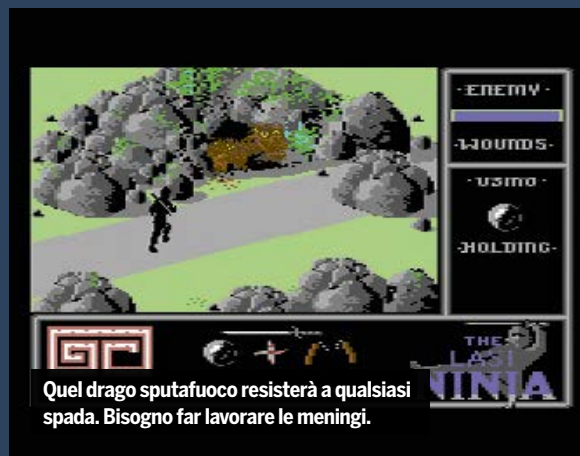 ·ENEMY·
·WOUNDS·
·USING·
·HOLDING·
THE
LAST
NINJA
Quel drago sputafuoco resisterà a qualsiasi
spada. Bisogno far lavorare le meningi.